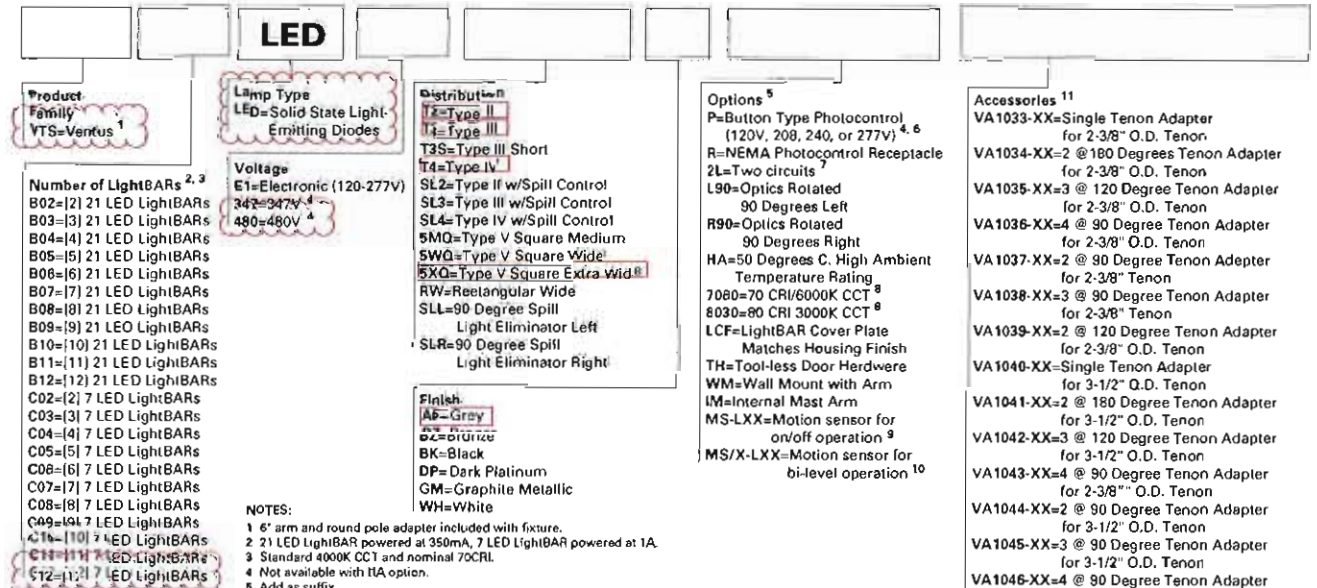 LED
Product
Family
VTS=Ventus 1
Number of LightBARs 2, 3
B02=[2] 21 LED LightBARs
B03=[3] 21 LED LightBARs
B04=[4] 21 LED LightBARs
B05=[5] 21 LED LightBARs
B06=[6] 21 LED LightBARs
B07=[7] 21 LED LightBARs
B08=[8] 21 LED LightBARs
B09=[9] 21 LED LightBARs
B10=[10] 21 LED LightBARs
B11=[11] 21 LED LightBARs
B12=[12] 21 LED LightBARs
C02=[2] 7 LED LightBARs
C03=[3] 7 LED LightBARs
C04=[4] 7 LED LightBARs
C05=[5] 7 LED LightBARs
C06=[6] 7 LED LightBARs
C07=[7] 7 LED LightBARs
C08=[8] 7 LED LightBARs
C09=[9] 7 LED LightBARs
C10=[10] 7 LED LightBARs
C11=[11] 7 LED LightBARs
C12=[12] 7 LED LightBARs
Lamp Type
LED=Solid State Light-
Emitting Diodes
Voltage
E1=Electronic (120-277V)
347=347V 4
480=480V 4
Distribution
T2=Type II
T3=Type III
T3S=Type III Short
T4=Type IV
SL2=Type II w/Spill Control
SL3=Type III w/Spill Control
SL4=Type IV w/Spill Control
5MQ=Type V Square Medium
5WQ=Type V Square Wide
5XQ=Type V Square Extra Wide
RW=Rectangular Wide
SLL=90 Degree Spill
Light Eliminator Left
SLR=90 Degree Spill
Light Eliminator Right
Finish
AP=Grey
BZ=Bronze
BK=Black
DP=Dark Platinum
GM=Graphite Metallic
WH=White
Options 5
P=Button Type Photocontrol
(120V, 208, 240, or 277V) 4, 6
R=NEMA Photocontrol Receptacle
2L=Two circuits 7
L90=Optics Rotated
90 Degrees Left
R90=Optics Rotated
90 Degrees Right
HA=50 Degrees C. High Ambient
Temperature Rating
7060=70 CRI/6000K CCT 8
8030=80 CRI 3000K CCT 8
LCF=LightBAR Cover Plate
Matches Housing Finish
TH=Tool-less Door Herdwere
WM=Wall Mount with Arm
IM=Internal Mast Arm
MS-LXX=Motion sensor for
on/off operation 9
MS/X-LXX=Motion sensor for
bi-level operation 10
Accessories 11
VA1033-XX=Single Tenon Adapter
for 2-3/8" O.D. Tenon
VA1034-XX=2 @180 Degrees Tenon Adapter
for 2-3/8" O.D. Tenon
VA1035-XX=3 @ 120 Degree Tenon Adapter
for 2-3/8" O.D. Tenon
VA1036-XX=4 @ 90 Degree Tenon Adapter
for 2-3/8" O.D. Tenon
VA1037-XX=2 @ 90 Degree Tenon Adapter
for 2-3/8" Tenon
VA1038-XX=3 @ 90 Degree Tenon Adapter
for 2-3/8" Tenon
VA1039-XX=2 @ 120 Degree Tenon Adapter
for 2-3/8" O.D. Tenon
VA1040-XX=Single Tenon Adapter
for 3-1/2" O.D. Tenon
VA1041-XX=2 @ 180 Degree Tenon Adapter
for 3-1/2" O.D. Tenon
VA1042-XX=3 @ 120 Degree Tenon Adapter
for 3-1/2" O.D. Tenon
VA1043-XX=4 @ 90 Degree Tenon Adapter
for 2-3/8"" O.D. Tenon
VA1044-XX=2 @ 90 Degree Tenon Adapter
for 3-1/2" O.D. Tenon
VA1045-XX=3 @ 90 Degree Tenon Adapter
for 3-1/2" O.D. Tenon
VA1046-XX=4 @ 90 Degree Tenon Adapter
NOTES:
1 6" arm and round pole adapter included with fixture.
2 21 LED LightBAR powered at 350mA, 7 LED LightBAR powered at 1A.
3 Standard 4000K CCT and nominal 70CRI.
4 Not available with HA option.
5 Add as suffix